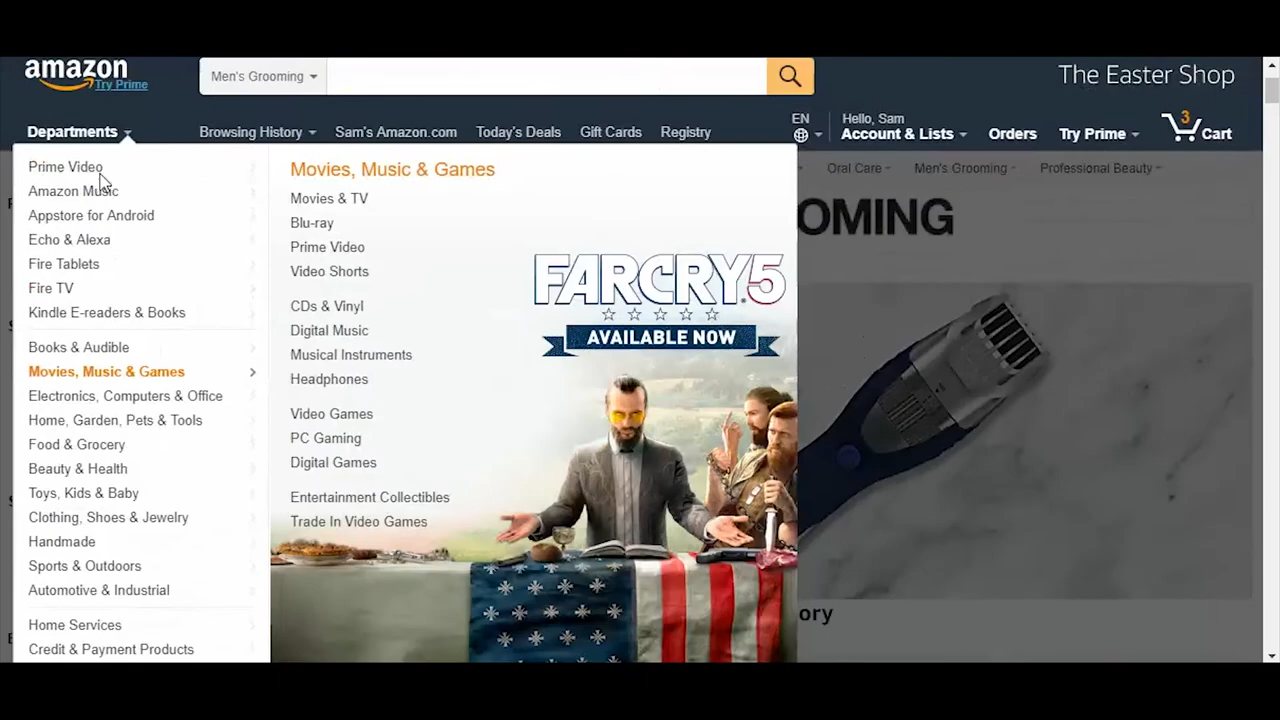 amazon
Try Prime
Men's Grooming
The Easter Shop
Departments
Browsing History
Sam's Amazon.com
Today's Deals
Gift Cards
Registry
EN
Hello, Sam
Account & Lists
Orders
Try Prime
3
Cart
Oral Care
Men's Grooming
Professional Beauty
Prime Video
Amazon Music
Appstore for Android
Echo & Alexa
Fire Tablets
Fire TV
Kindle E-readers & Books
Books & Audible
Movies, Music & Games
Electronics, Computers & Office
Home, Garden, Pets & Tools
Food & Grocery
Beauty & Health
Toys, Kids & Baby
Clothing, Shoes & Jewelry
Handmade
Sports & Outdoors
Automotive & Industrial
Home Services
Credit & Payment Products
Movies, Music & Games
Movies & TV
Blu-ray
Prime Video
Video Shorts
CDs & Vinyl
Digital Music
Musical Instruments
Headphones
Video Games
PC Gaming
Digital Games
Entertainment Collectibles
Trade In Video Games
FARCRY5
AVAILABLE NOW
OMING
ory